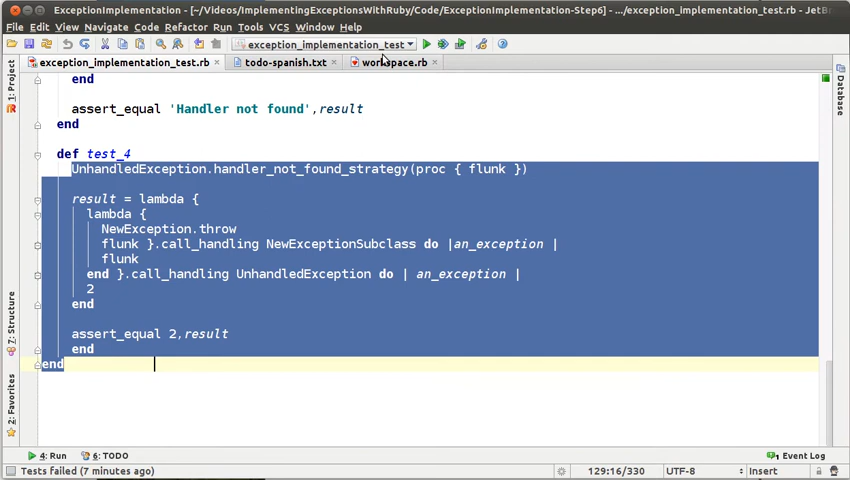 ExceptionImplementation - [~/Videos/ImplementingExceptionsWithRuby/Code/ExceptionImplementation-Step6] - .../exception_implementation_test.rb - JetBr
File Edit View Navigate Code Refactor Run Tools VCS Window Help
exception_implementation_test
exception_implementation_test.rb todo-spanish.txt workspace.rb
1: Project
Database
end
assert_equal 'Handler not found',result
end
def test_4
UnhandledException.handler_not_found_strategy(proc { flunk })
result = lambda {
lambda {
NewException.throw
flunk }.call_handling NewExceptionSubclass do |an_exception |
flunk
end }.call_handling UnhandledException do | an_exception |
2
end
assert_equal 2,result
end
end
7: Structure
2: Favorites
4: Run 6: TODO Event Log
Tests failed (7 minutes ago) 129:16/330 UTF-8 Insert